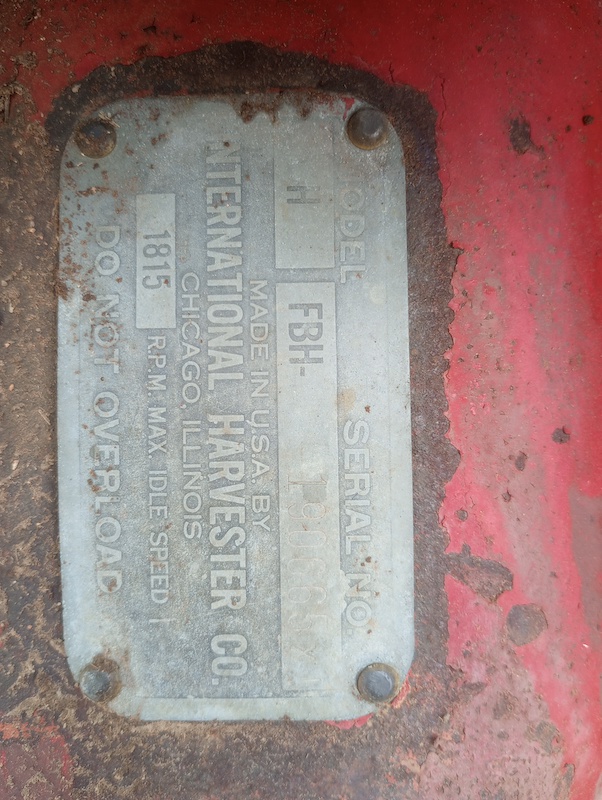 MODEL SERIAL NO.
H FBH-
MADE IN U.S.A. BY
INTERNATIONAL HARVESTER CO.
CHICAGO, ILLINOIS
1815 R.P.M. MAX. IDLE SPEED
DO NOT OVERLOAD